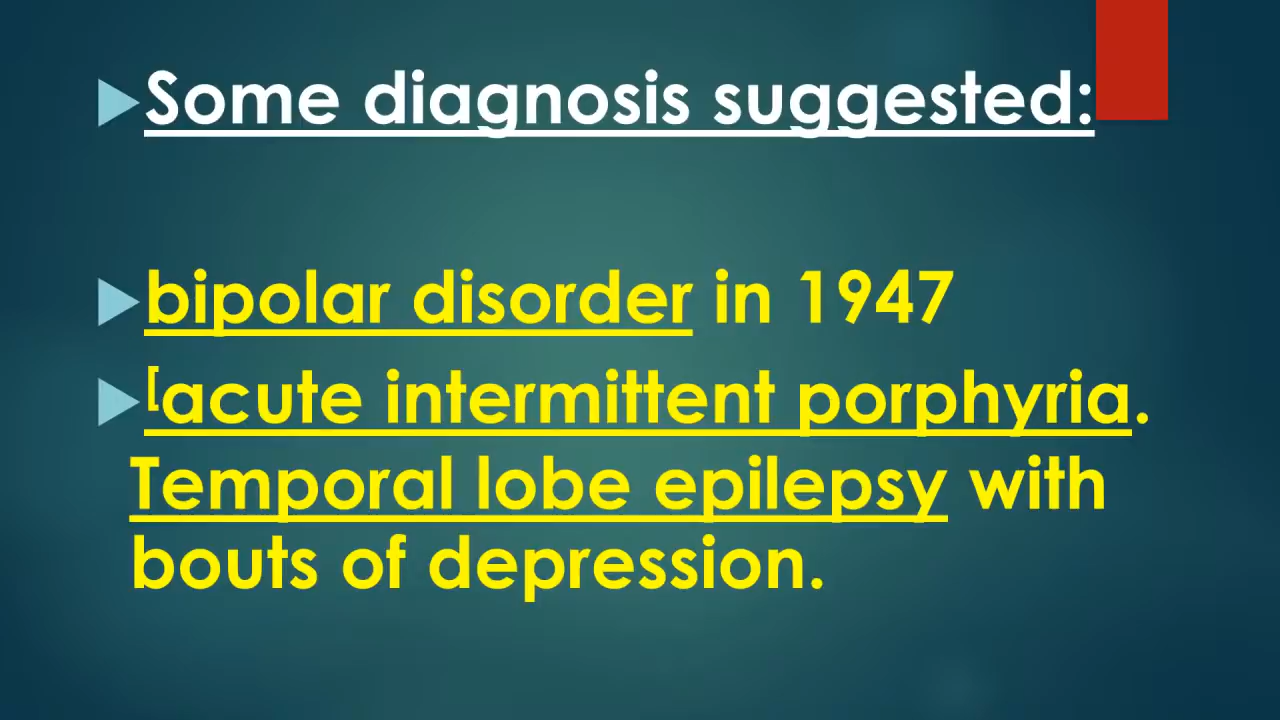 Some diagnosis suggested:
bipolar disorder in 1947
[acute intermittent porphyria.
Temporal lobe epilepsy with
bouts of depression.